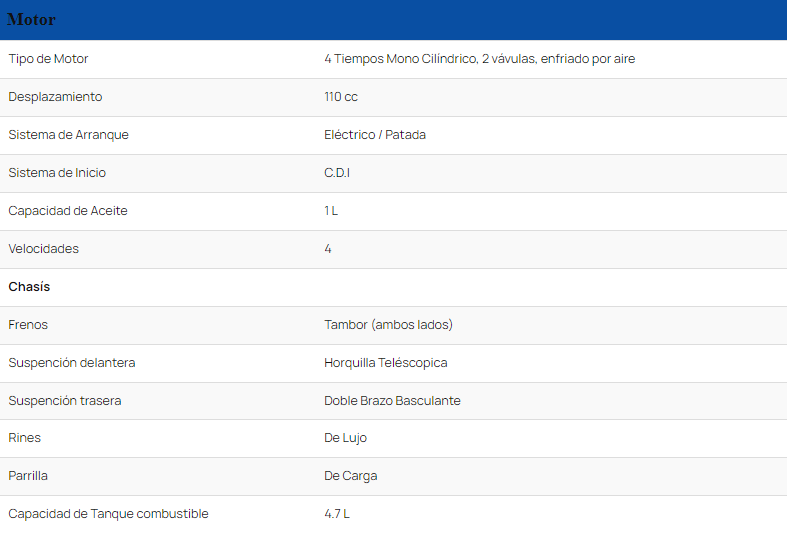 Motor
Tipo de Motor 4 Tiempos Mono Cilíndrico, 2 vávulas, enfriado por aire
Desplazamiento 110 cc
Sistema de Arranque Eléctrico / Patada
Sistema de Inicio C.D.I
Capacidad de Aceite 1 L
Velocidades 4
Chasís
Frenos Tambor (ambos lados)
Suspención delantera Horquilla Teléscopica
Suspención trasera Doble Brazo Basculante
Rines De Lujo
Parrilla De Carga
Capacidad de Tanque combustible 4.7 L